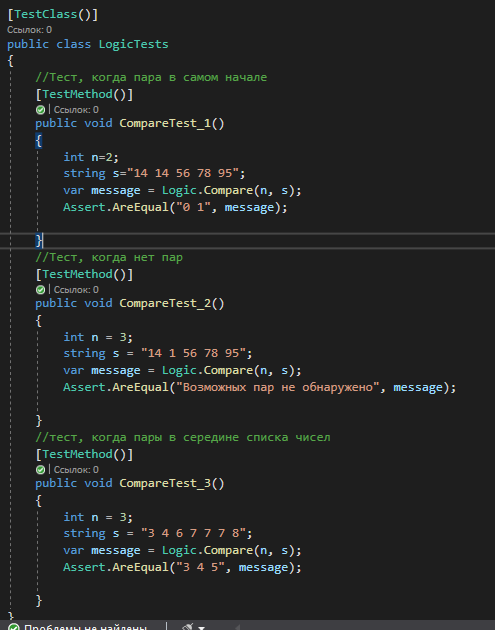 [TestClass()]
Ссылок: 0
public class LogicTests
{
//Тест, когда пара в самом начале
[TestMethod()]
| Ссылок: 0
public void CompareTest_1()
{
int n=2;
string s="14 14 56 78 95";
var message = Logic.Compare(n, s);
Assert.AreEqual("0 1", message);
}
//Тест, когда нет пар
[TestMethod()]
| Ссылок: 0
public void CompareTest_2()
{
int n = 3;
string s = "14 1 56 78 95";
var message = Logic.Compare(n, s);
Assert.AreEqual("Возможных пар не обнаружено", message);
}
//тест, когда пары в середине списка чисел
[TestMethod()]
| Ссылок: 0
public void CompareTest_3()
{
int n = 3;
string s = "3 4 6 7 7 7 8";
var message = Logic.Compare(n, s);
Assert.AreEqual("3 4 5", message);
}
}
Проблемы не найдены.